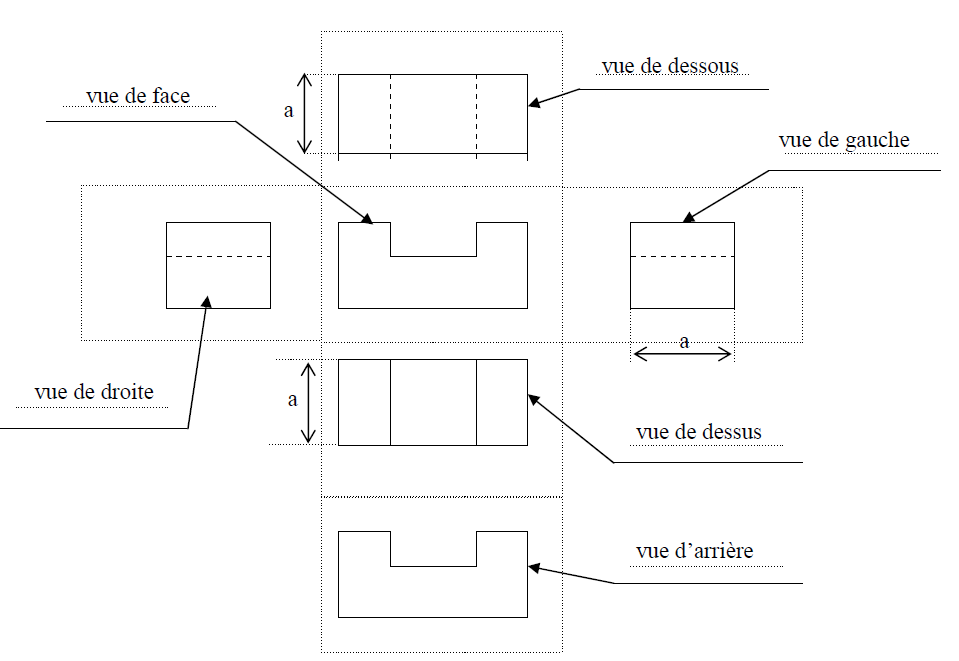 vue de dessous
vue de face
a
vue de gauche
a
vue de droite
a
vue de dessus
vue d’arrière